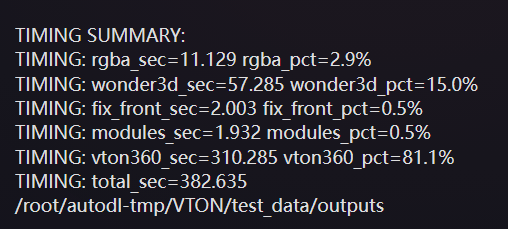 TIMING SUMMARY:
TIMING: rgba_sec=11.129 rgba_pct=2.9%
TIMING: wonder3d_sec=57.285 wonder3d_pct=15.0%
TIMING: fix_front_sec=2.003 fix_front_pct=0.5%
TIMING: modules_sec=1.932 modules_pct=0.5%
TIMING: vton360_sec=310.285 vton360_pct=81.1%
TIMING: total_sec=382.635
/root/autodl-tmp/VTON/test_data/outputs